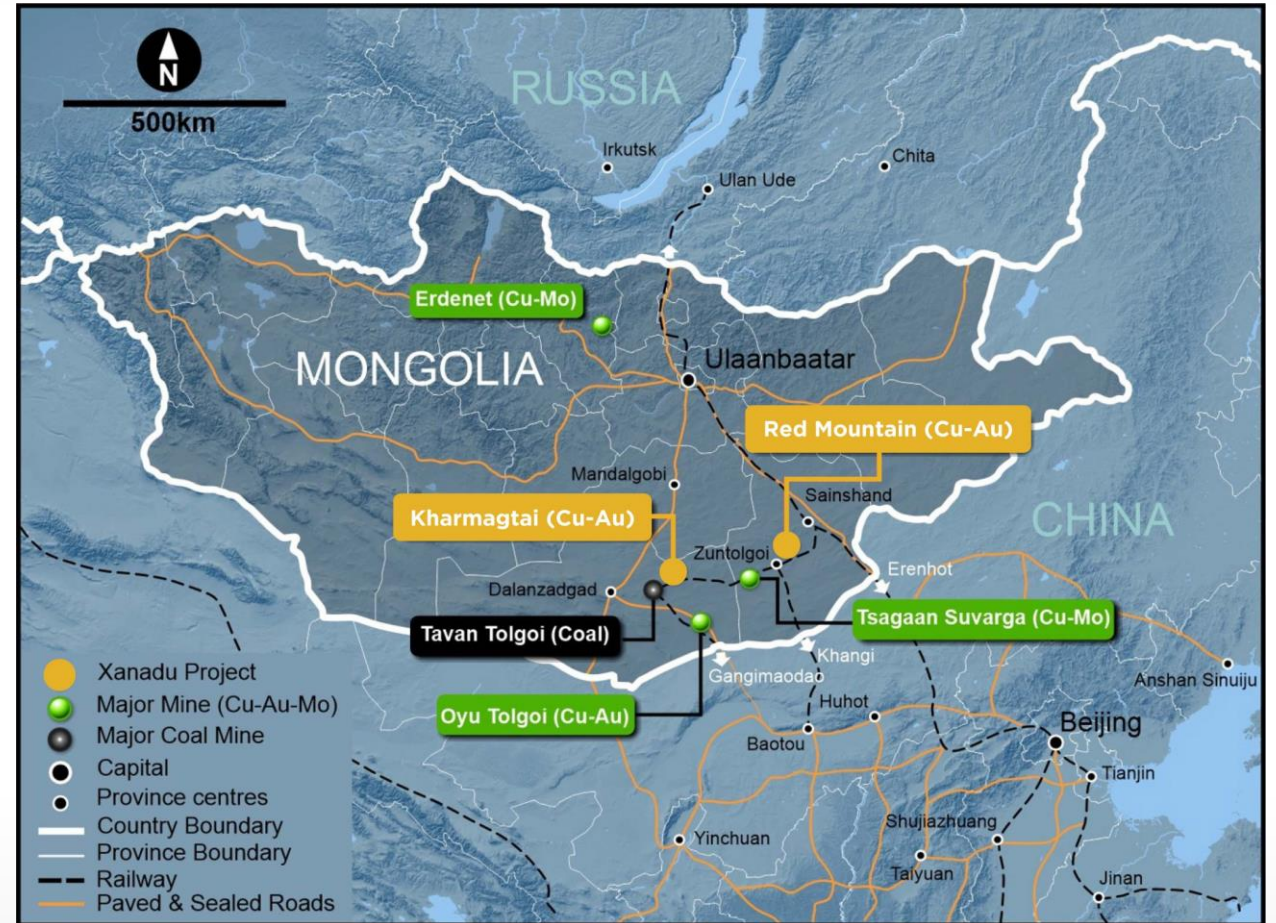 N
500km
RUSSIA
Irkutsk
Ulan Ude
Chita
Erdenet (Cu-Mo)
MONGOLIA
Ulaanbaatar
Red Mountain (Cu-Au)
Mandalgobi
Sainshand
Kharmagtai (Cu-Au)
CHINA
Zuntolgoi
Erenhot
Dalanzadgad
Tsagaan Suvarga (Cu-Mo)
Tavan Tolgoi (Coal)
Khangi
Gangimaodao
Anshan Sinuiju
Oyu Tolgoi (Cu-Au)
Huhot
Baotou
Beijing
Tianjin
Shujiazhuang
Yinchuan
Taiyuan
Jinan
Xanadu Project
Major Mine (Cu-Au-Mo)
Major Coal Mine
Capital
Province centres
Country Boundary
Province Boundary
Railway
Paved & Sealed Roads